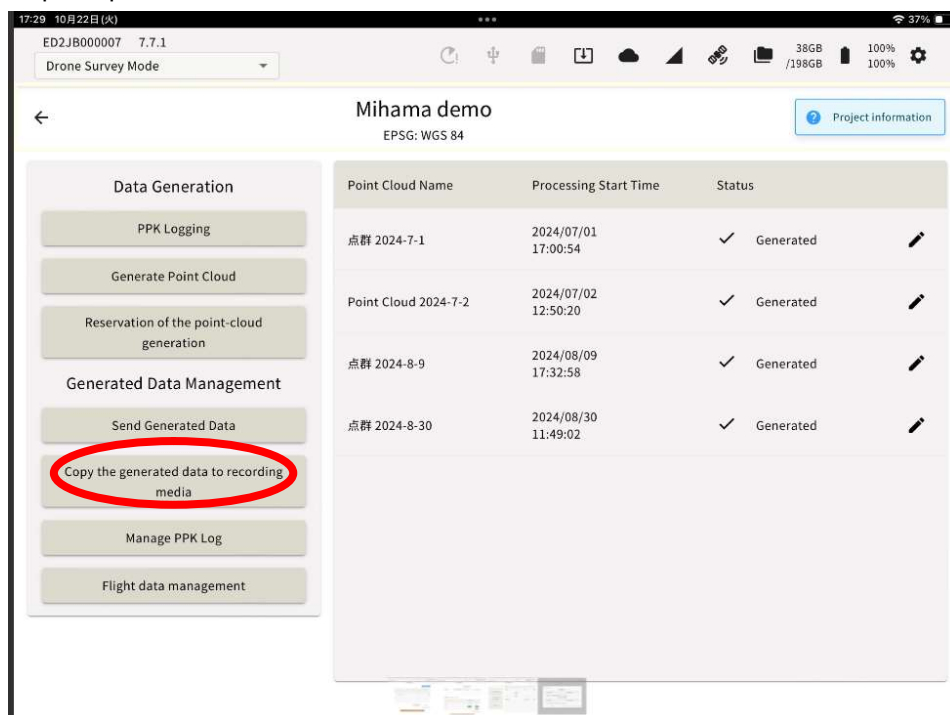 17:29 10月22日(火)
37%
ED2JB000007 7.7.1
Drone Survey Mode
38GB
/198GB
100%
100%
Mihama demo
EPSG: WGS 84
Project information
Data Generation
PPK Logging
Generate Point Cloud
Reservation of the point-cloud
generation
Generated Data Management
Send Generated Data
Copy the generated data to recording
media
Manage PPK Log
Flight data management
Point Cloud Name Processing Start Time Status
点群 2024-7-1 2024/07/01 Generated
17:00:54
Point Cloud 2024-7-2 2024/07/02 Generated
12:50:20
点群 2024-8-9 2024/08/09 Generated
17:32:58
点群 2024-8-30 2024/08/30 Generated
11:49:02